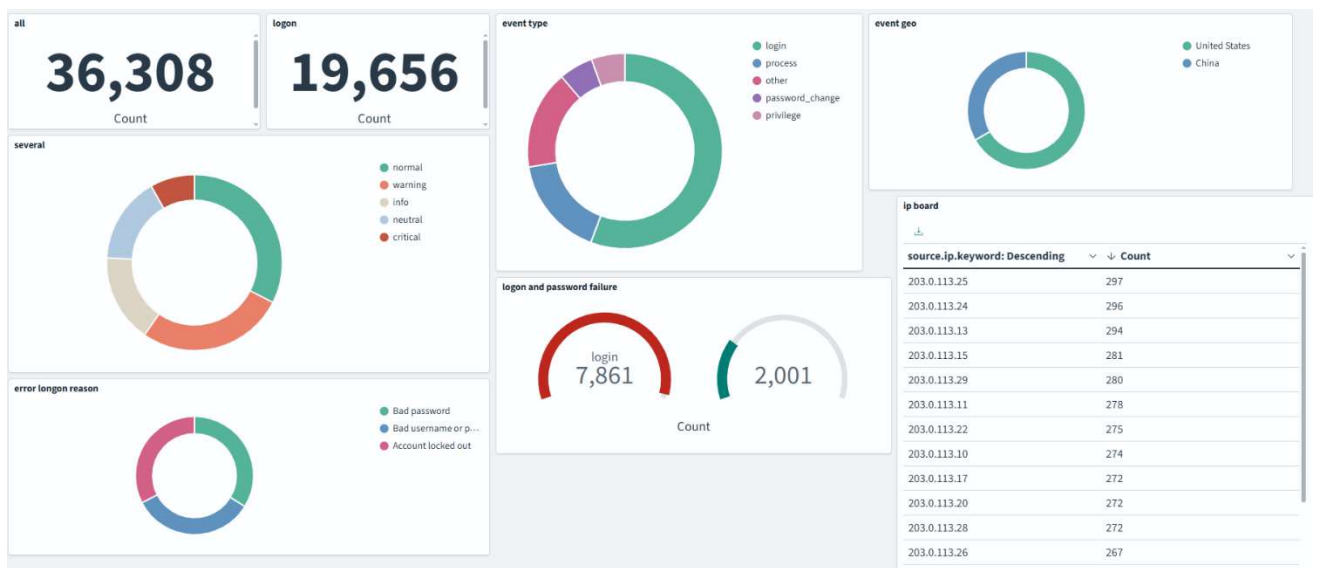 all
36,308
Count
logon
19,656
Count
event type
login
process
other
password_change
privilege
event geo
United States
China
several
normal
warning
info
neutral
critical
logon and password failure
login
7,861
2,001
Count
error longon reason
Bad password
Bad username or p...
Account locked out
ip board
source.ip.keyword: Descending Count
203.0.113.25 297
203.0.113.24 296
203.0.113.13 294
203.0.113.15 281
203.0.113.29 280
203.0.113.11 278
203.0.113.22 275
203.0.113.10 274
203.0.113.17 272
203.0.113.20 272
203.0.113.28 272
203.0.113.26 267